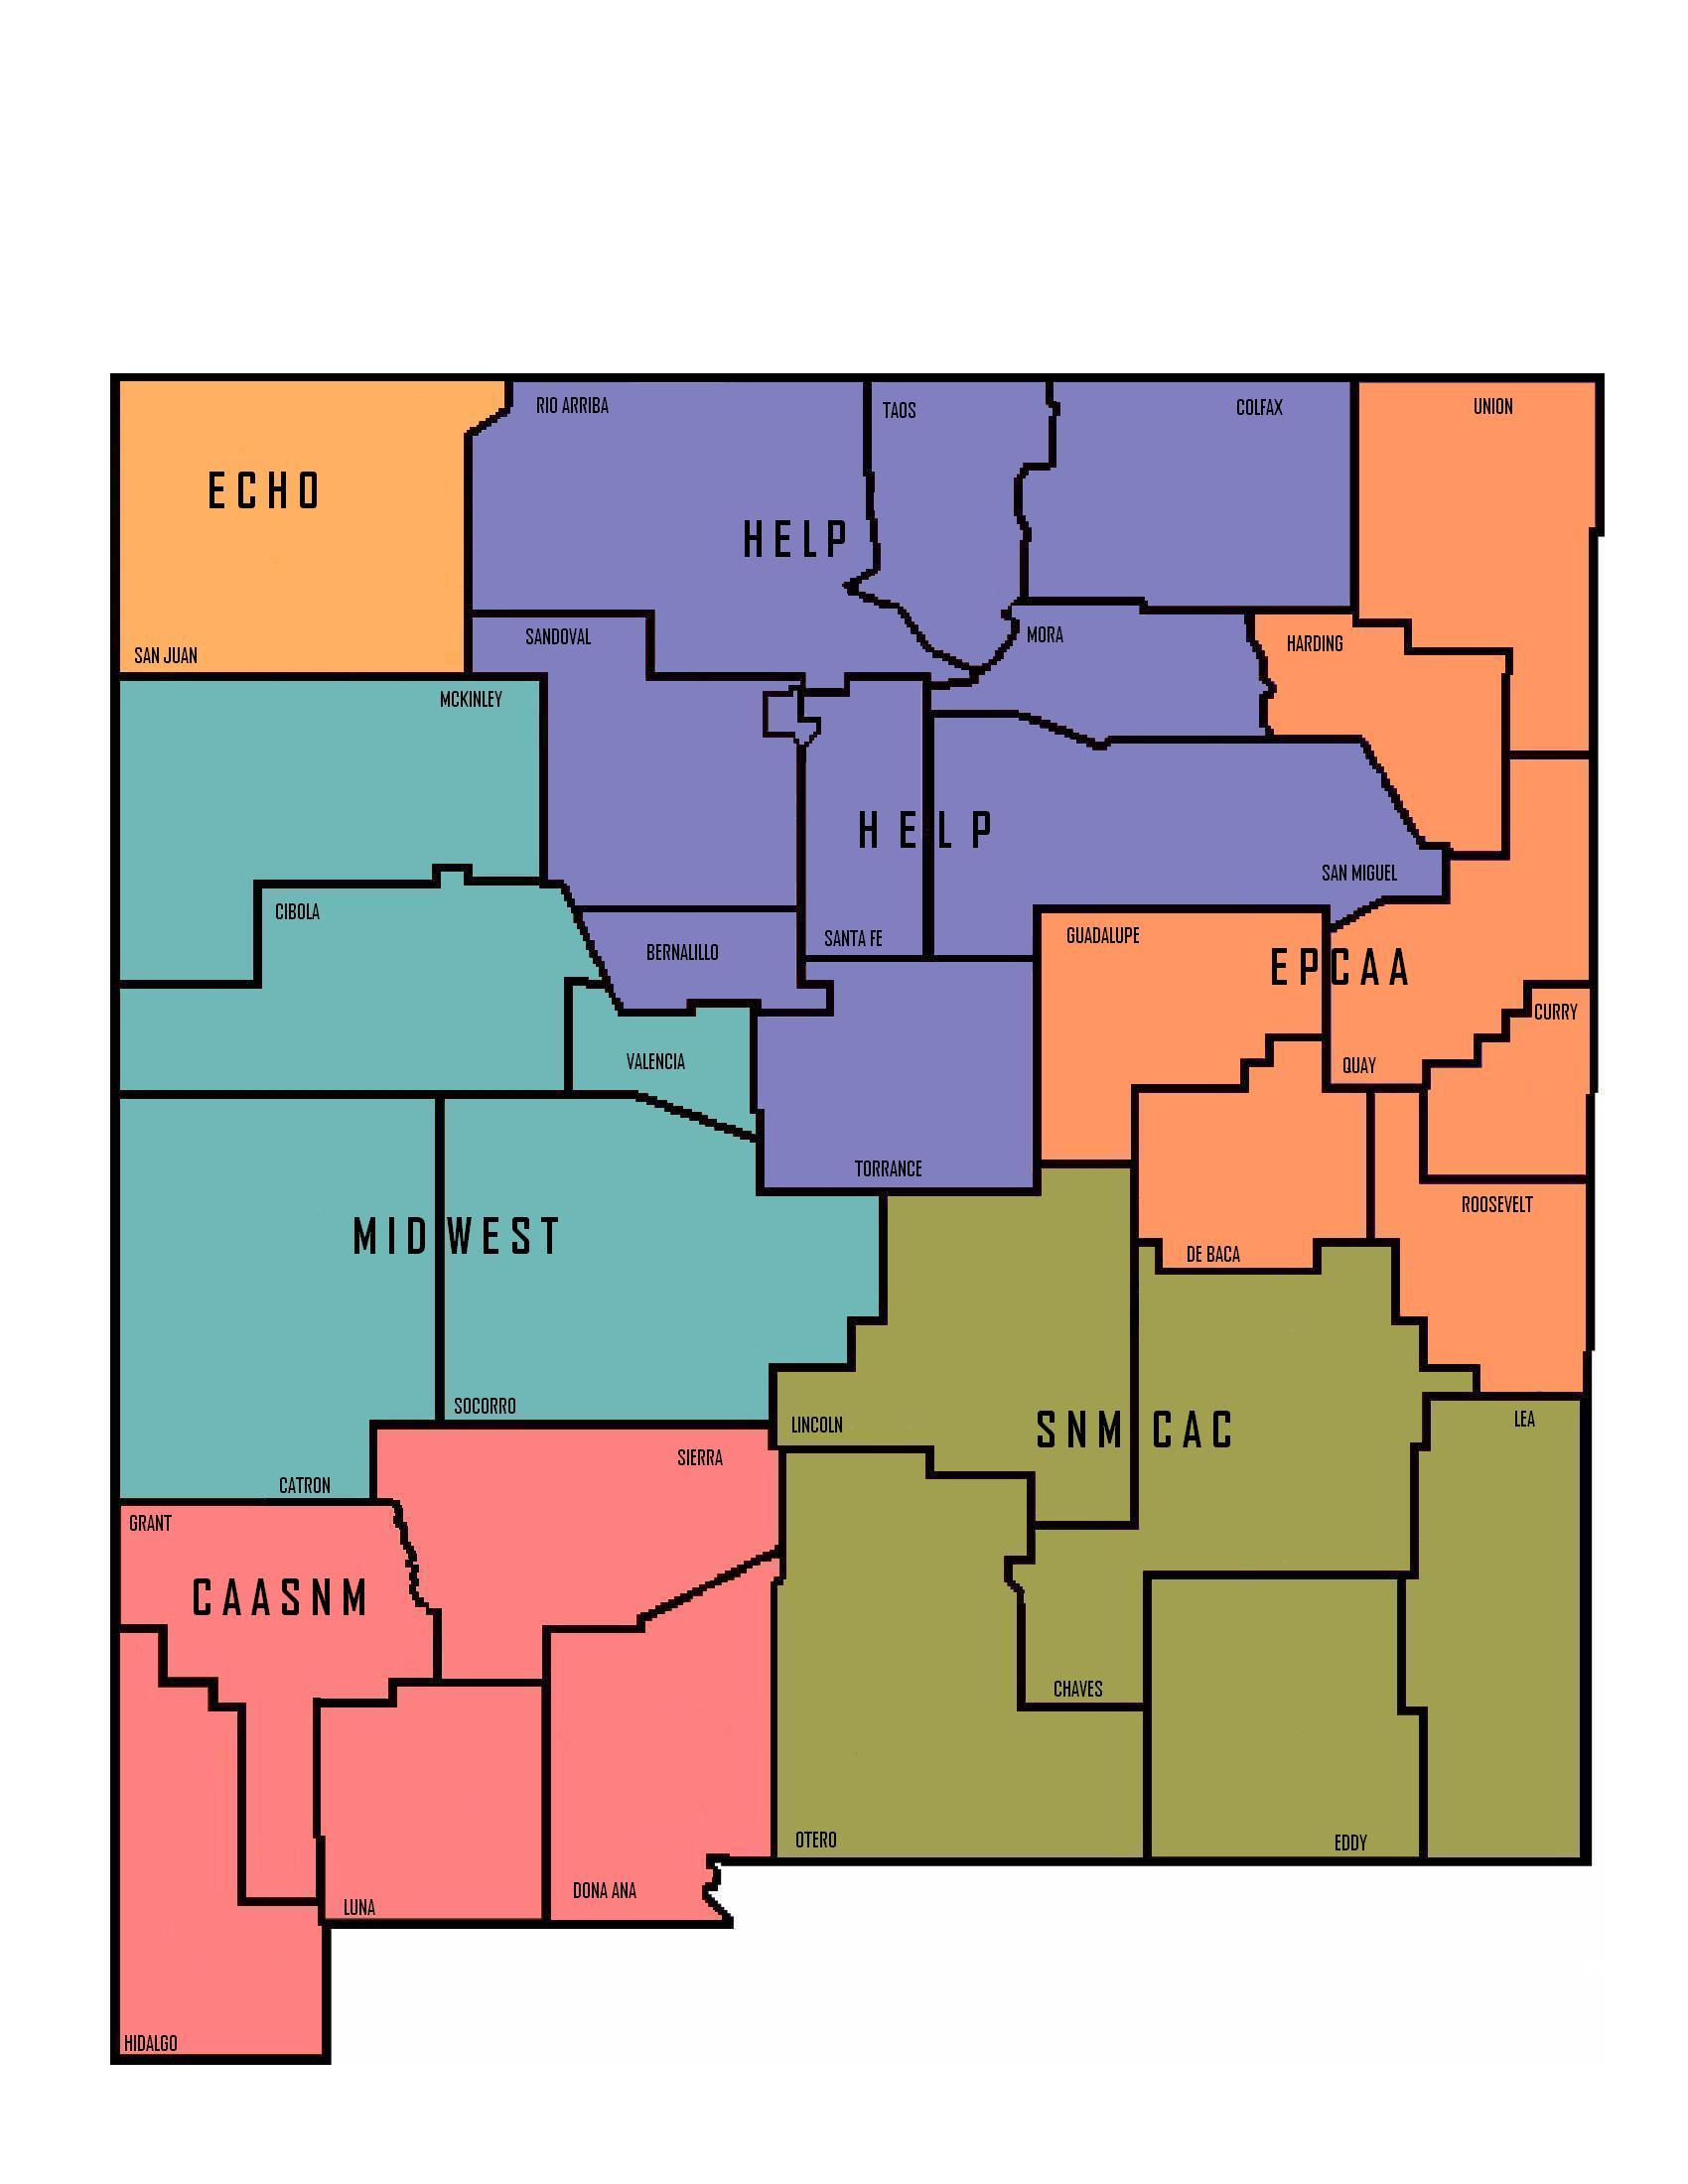 RIO ARRIBA
TAOS
COLFAX
UNION
ECHO
HELP
SAN JUAN
SANDOVAL
MORA
HARDING
MCKINLEY
HELP
SAN MIGUEL
CIBOLA
BERNALILLO
SANTA FE
GUADALUPE
EPCAA
CURRY
VALENCIA
QUAY
TORRANCE
ROOSEVELT
MIDWEST
DE BACA
SOCORRO
LINCOLN
SNM CAC
LEA
SIERRA
CATRON
GRANT
CAASNM
CHAVES
OTERO
EDDY
DONA ANA
LUNA
HIDALGO